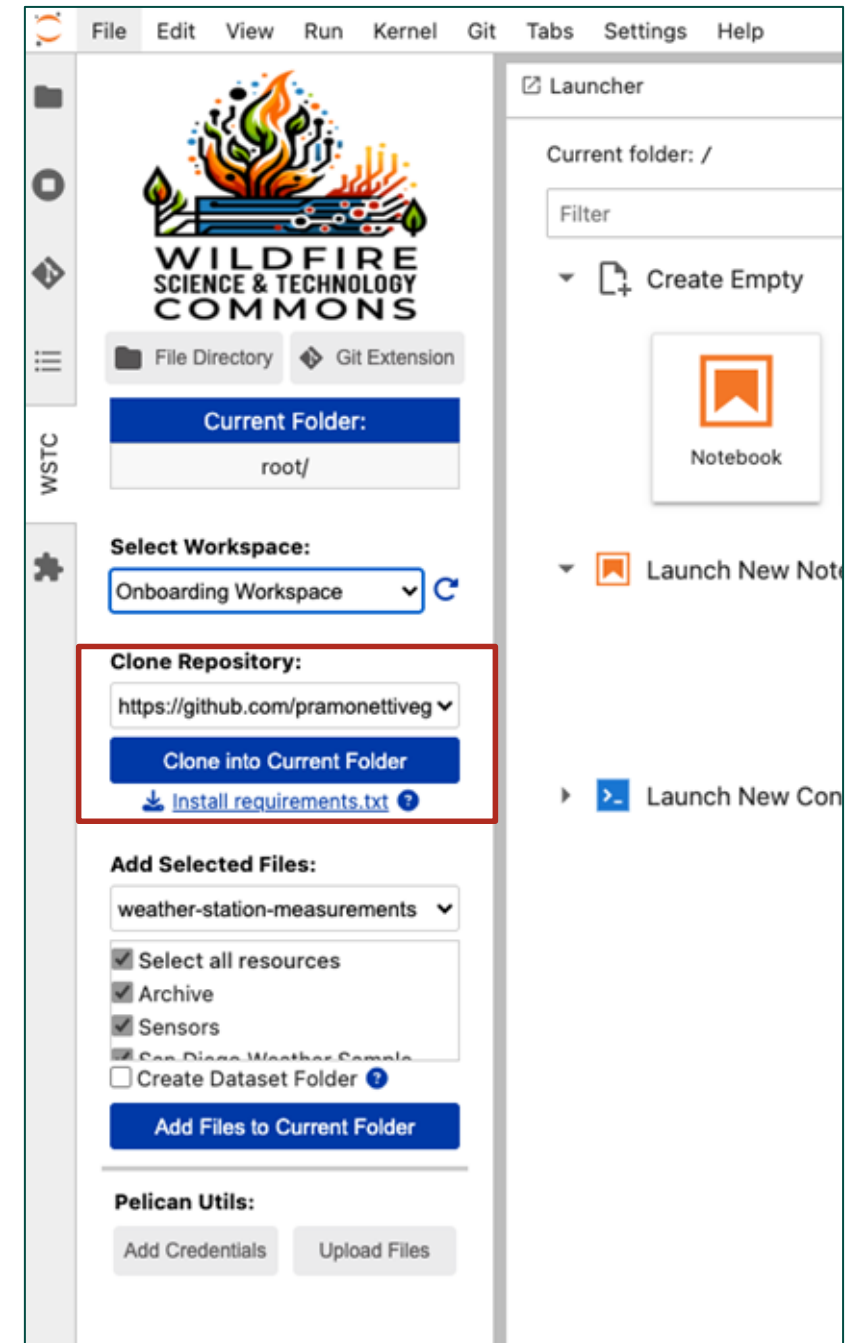 File Edit View Run Kernel Git Tabs Settings Help
WILDFIRE
SCIENCE & TECHNOLOGY
COMMONS
File Directory Git Extension
Current Folder:
root/
WSTC
Select Workspace:
Onboarding Workspace
Clone Repository:
https://github.com/pramonettiveg
Clone into Current Folder
Install requirements.txt ?
Add Selected Files:
weather-station-measurements
Select all resources
Archive
Sensors
San Diego Weather Sample
Create Dataset Folder ?
Add Files to Current Folder
Pelican Utils:
Add Credentials Upload Files
Launcher
Current folder: /
Filter
Create Empty
Notebook
Launch New Note
Launch New Con